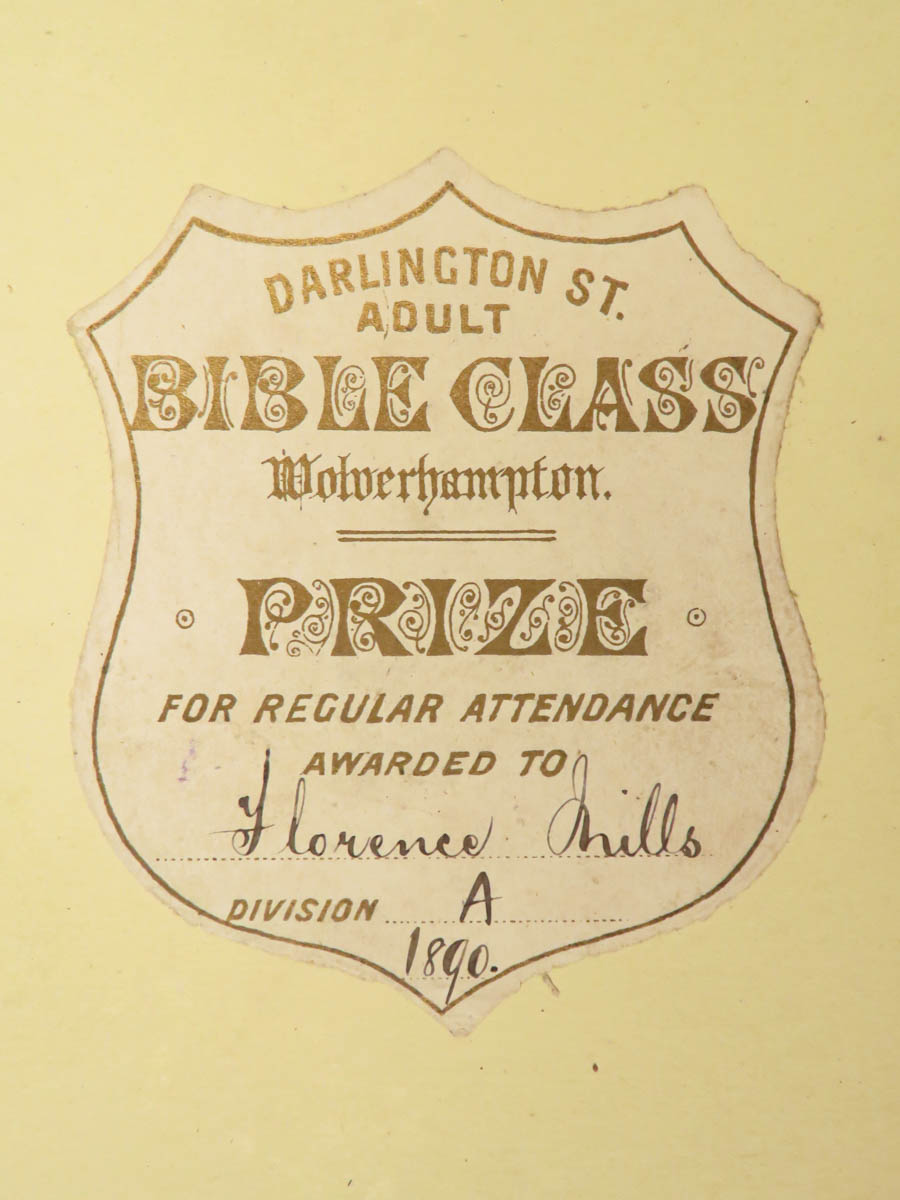 DARLINGTON ST.
ADULT
BIBLE CLASS
Wolverhampton.
PRIZE
FOR REGULAR ATTENDANCE
AWARDED TO
Florence Mills
DIVISION A
1890.